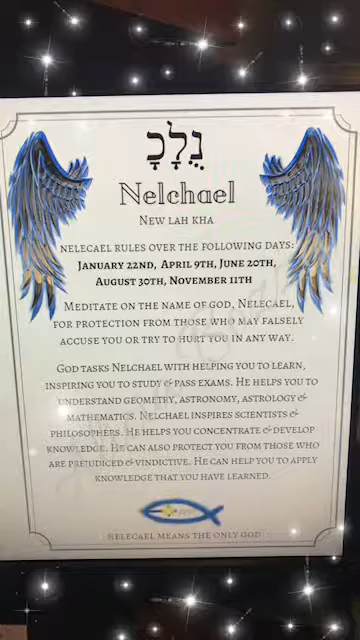 נֻלָכָ
Nelchael
New lah kha
nelecael rules over the following days:
January 22nd, April 9th, June 20th,
August 30th, November 11th
Meditate on the name of god, Nelecael,
for protection from those who may falsely
accuse you or try to hurt you in any way.
God tasks Nelchael with helping you to learn,
inspiring you to study & pass exams. He helps you to
understand geometry, astronomy, astrology &
mathematics. Nelchael inspires scientists &
philosophers. He helps you concentrate & develop
knowledge. He can also protect you from those who
are prejudiced & vindictive. He can help you to apply
knowledge that you have learned.
nelecael means the only god